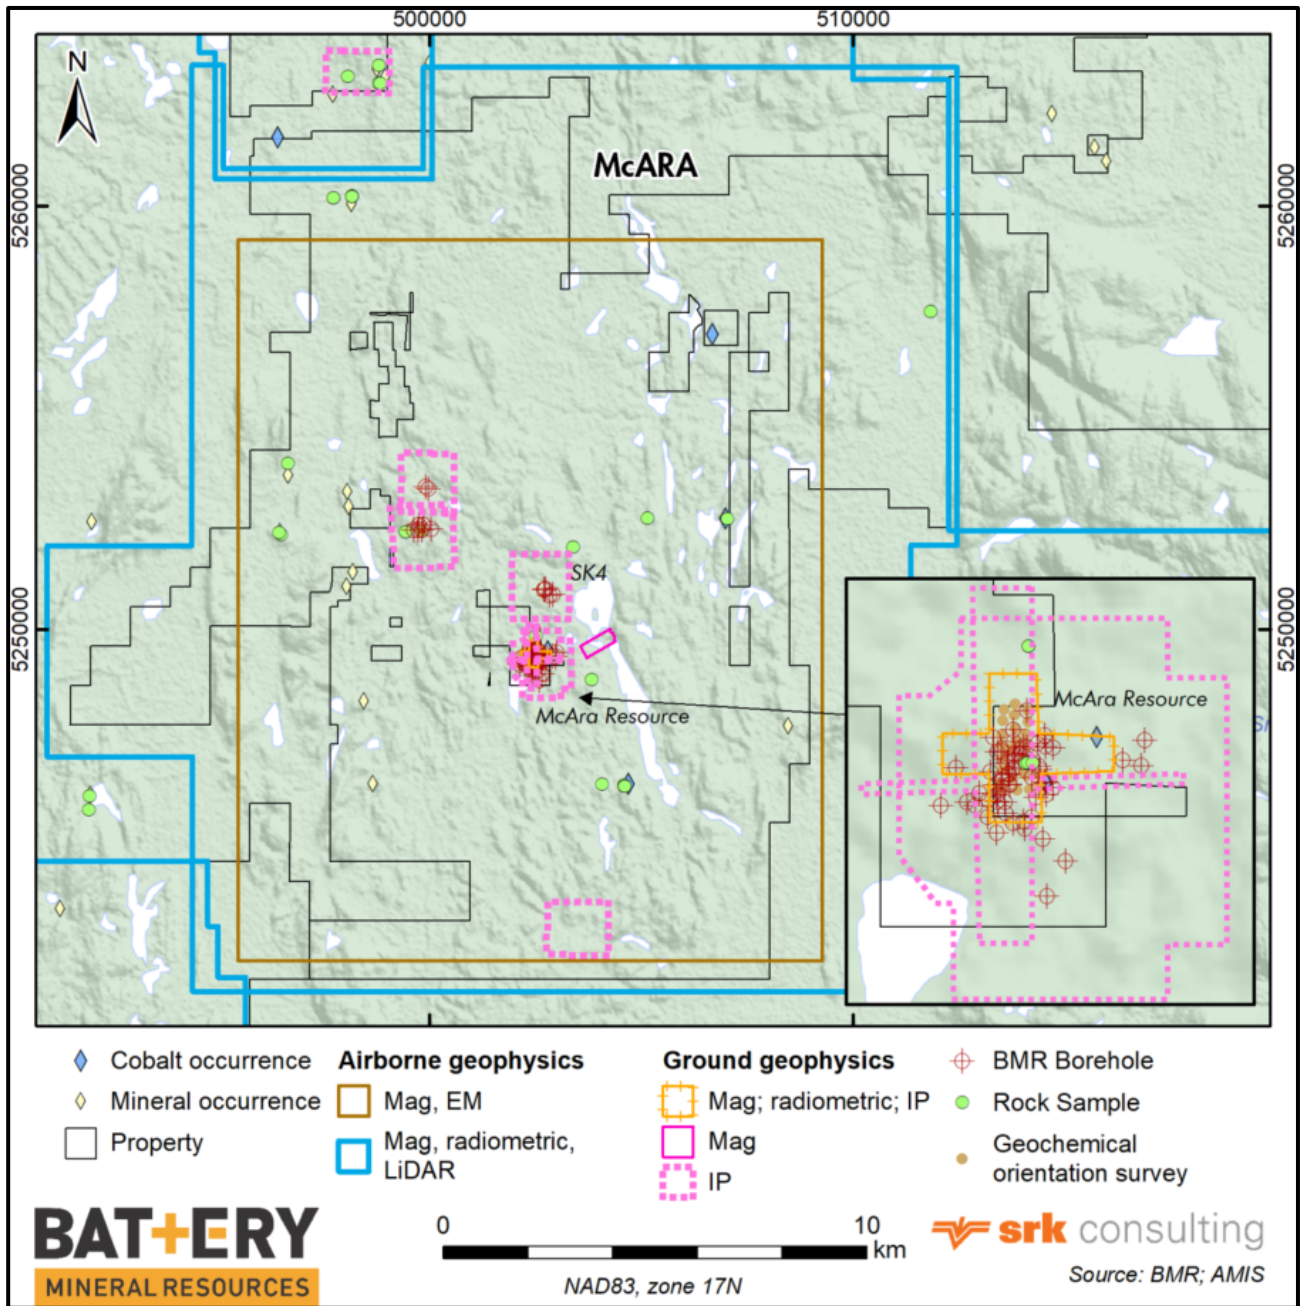 500000
510000
N
McARA
5260000
5260000
SK4
5250000
5250000
McAra Resource
McAra Resource
Cobalt occurrence
Mineral occurrence
Property
Airborne geophysics
Mag, EM
Mag, radiometric,
LiDAR
Ground geophysics
Mag; radiometric; IP
Mag
IP
BMR Borehole
Rock Sample
Geochemical
orientation survey
BATTERY
MINERAL RESOURCES
0
10
km
NAD83, zone 17N
srk consulting
Source: BMR; AMIS